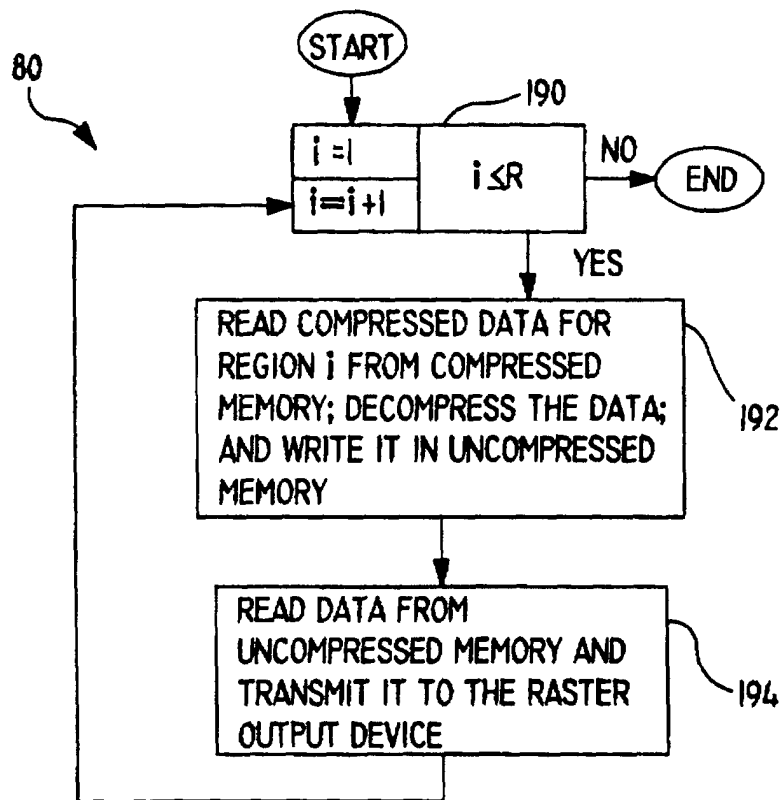 START
80
190
i=1
i=i+1
i≤R
NO
END
YES
READ COMPRESSED DATA FOR
REGION i FROM COMPRESSED
MEMORY; DECOMPRESS THE DATA;
AND WRITE IT IN UNCOMPRESSED
MEMORY
192
READ DATA FROM
UNCOMPRESSED MEMORY AND
TRANSMIT IT TO THE RASTER
OUTPUT DEVICE
194